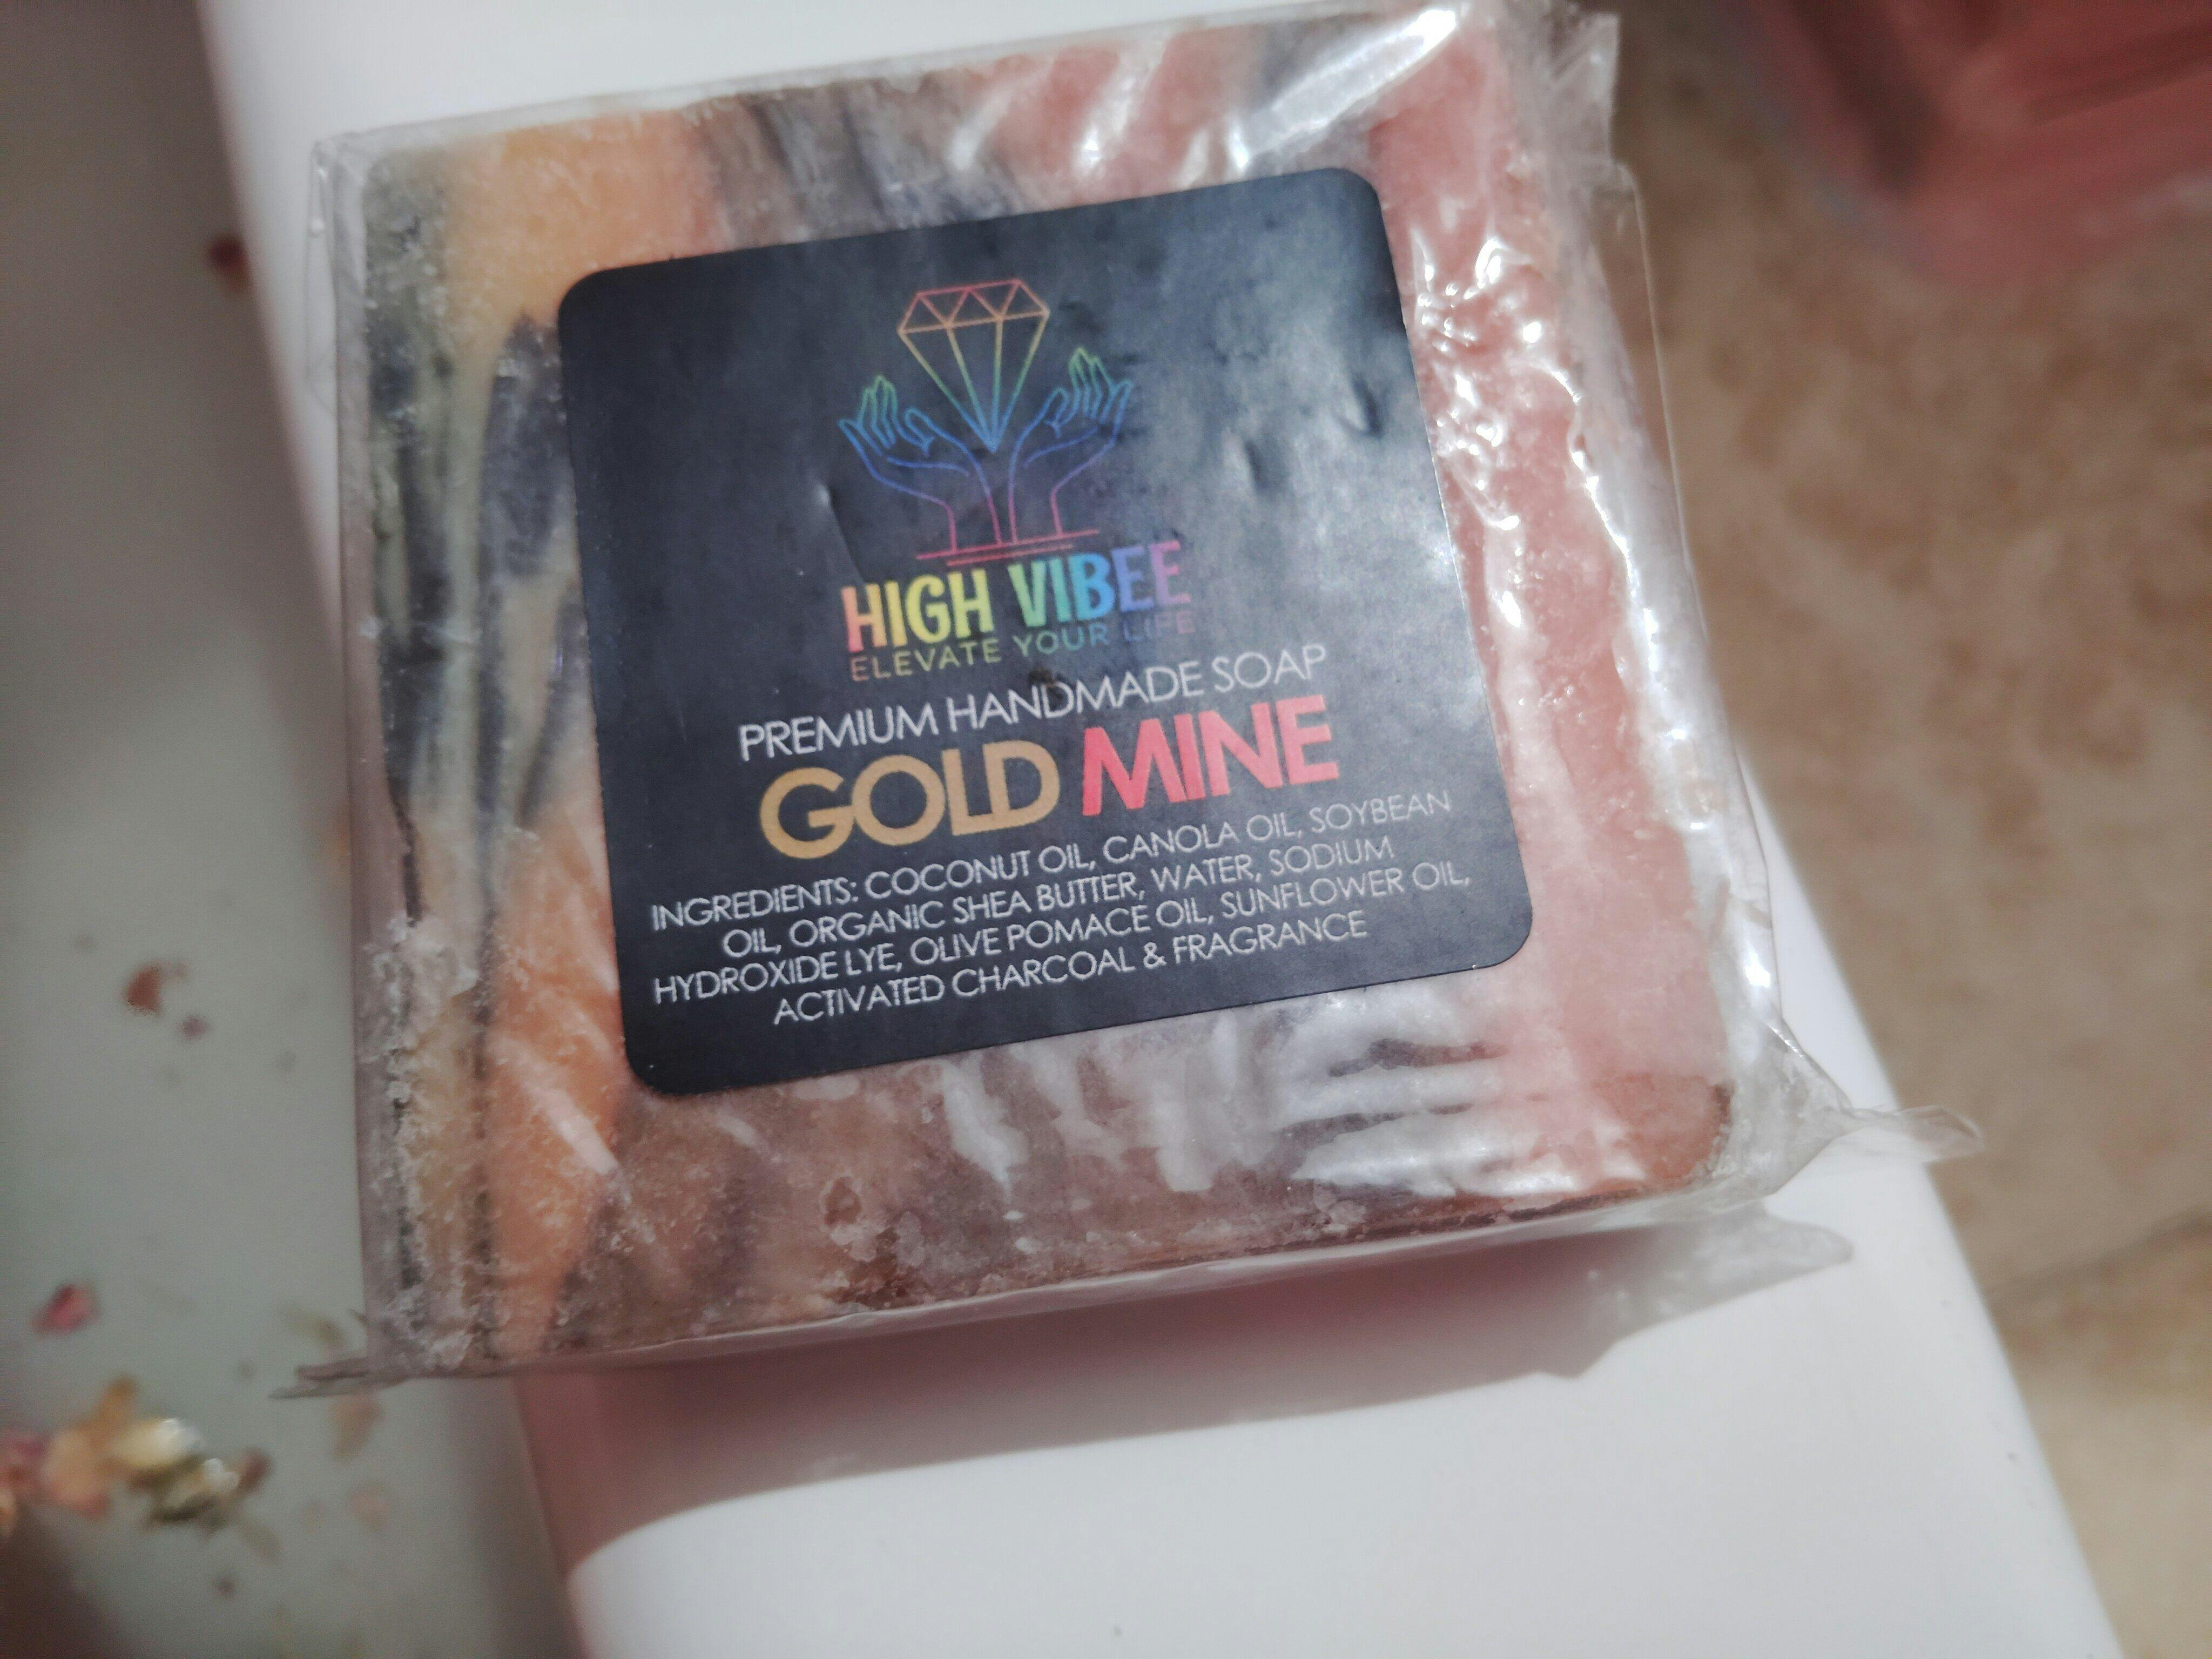 HIGH VIBEE
ELEVATE YOUR LIFE
PREMIUM HANDMADE SOAP
GOLD MINE
INGREDIENTS: COCONUT OIL, CANOLA OIL, SOYBEAN
OIL, ORGANIC SHEA BUTTER, WATER, SODIUM
HYDROXIDE LYE, OLIVE POMACE OIL, SUNFLOWER OIL,
ACTIVATED CHARCOAL & FRAGRANCE